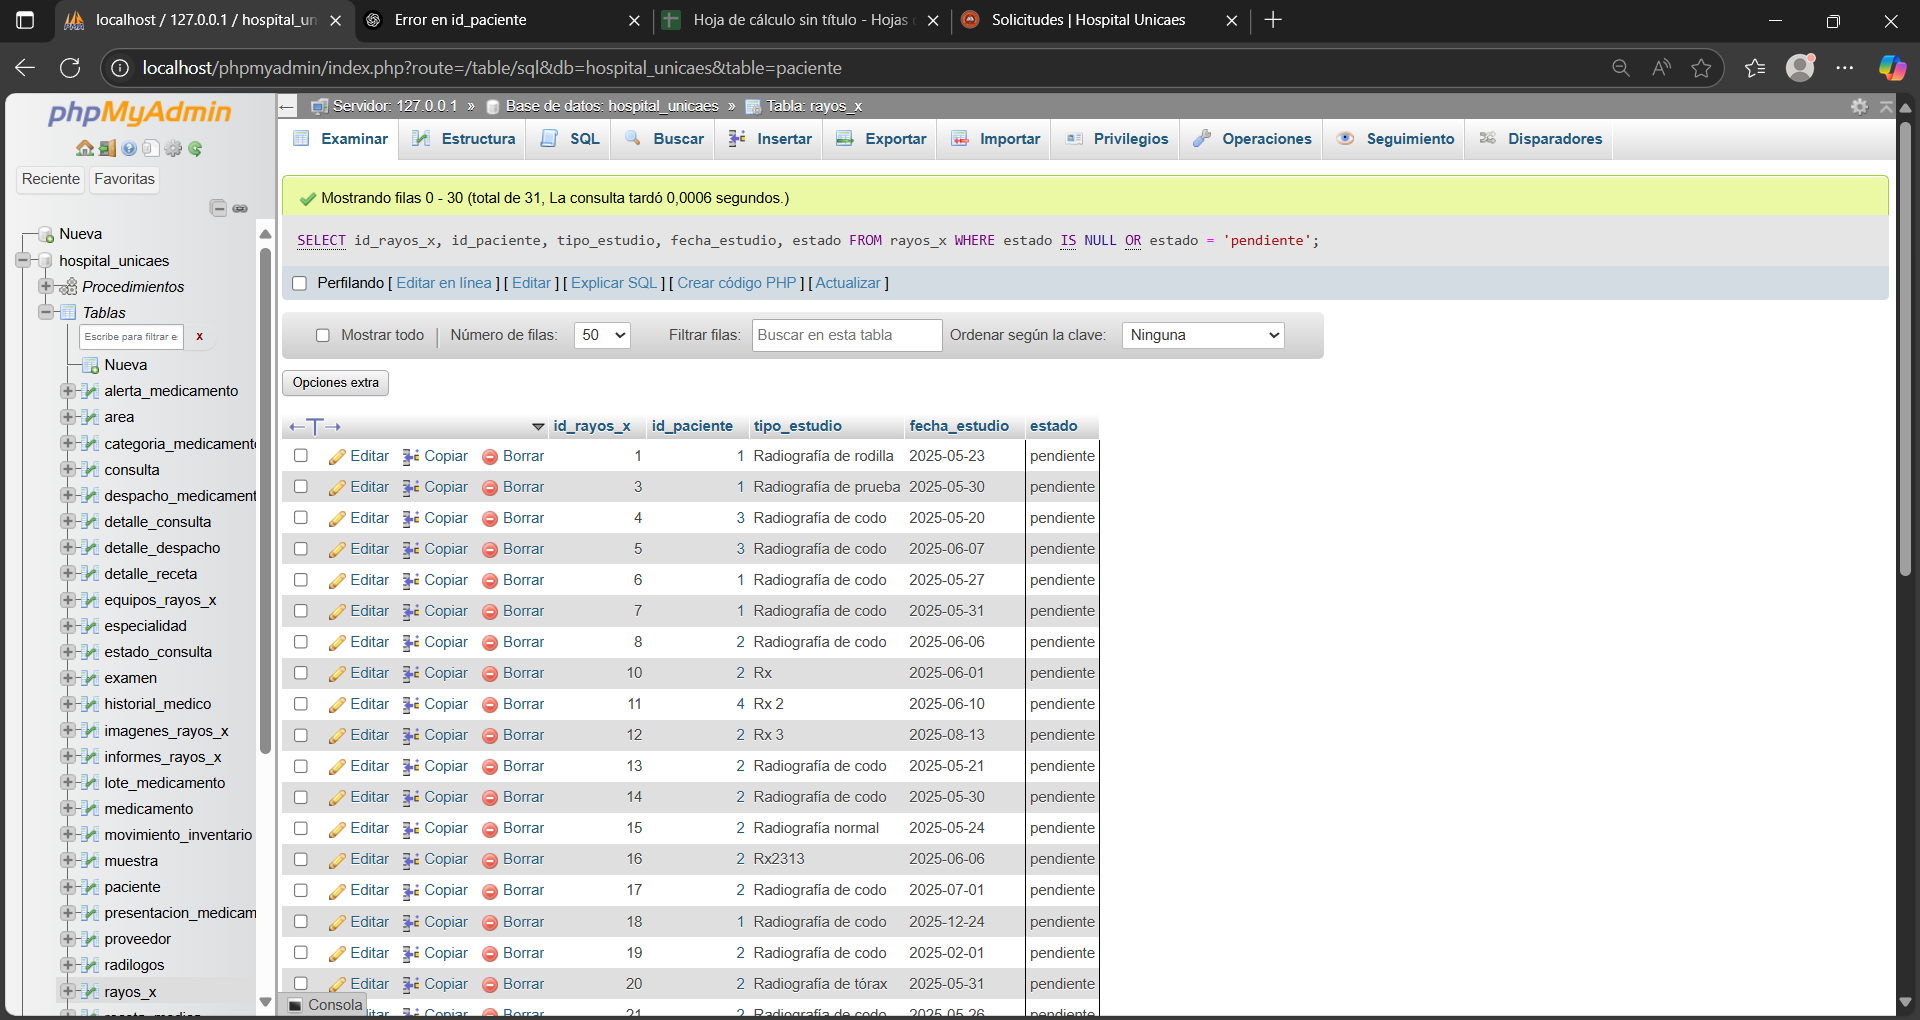 localhost / 127.0.0.1 / hospital_un
Error en id_paciente
Hoja de cálculo sin título - Hojas
Solicitudes | Hospital Unicaes
localhost/phpmyadmin/index.php?route=/table/sql&db=hospital_unicaes&table=paciente
phpMyAdmin
Reciente Favoritas
Nueva
hospital_unicaes
Procedimientos
Tablas
Escribe para filtrar e x
Nueva
alerta_medicamento
area
categoria_medicament
consulta
despacho_medicament
detalle_consulta
detalle_despacho
detalle_receta
equipos_rayos_x
especialidad
estado_consulta
examen
historial_medico
imagenes_rayos_x
informes_rayos_x
lote_medicamento
medicamento
movimiento_inventario
muestra
paciente
presentacion_medicam
proveedor
radilogos
rayos_x
Servidor: 127.0.0.1 » Base de datos: hospital_unicaes » Tabla: rayos_x
Examinar Estructura SQL Buscar Insertar Exportar Importar Privilegios Operaciones Seguimiento Disparadores
Mostrando filas 0 - 30 (total de 31, La consulta tardó 0,0006 segundos.)
SELECT id_rayos_x, id_paciente, tipo_estudio, fecha_estudio, estado FROM rayos_x WHERE estado IS NULL OR estado = 'pendiente';
Perfilando [ Editar en línea ] [ Editar ] [ Explicar SQL ] [ Crear código PHP ] [ Actualizar ]
Mostrar todo | Número de filas: 50 Filtrar filas: Buscar en esta tabla Ordenar según la clave: Ninguna
Opciones extra
←T→ id_rayos_x id_paciente tipo_estudio fecha_estudio estado
Editar Copiar Borrar 1 1 Radiografía de rodilla 2025-05-23 pendiente
Editar Copiar Borrar 3 1 Radiografía de prueba 2025-05-30 pendiente
Editar Copiar Borrar 4 3 Radiografía de codo 2025-05-20 pendiente
Editar Copiar Borrar 5 3 Radiografía de codo 2025-06-07 pendiente
Editar Copiar Borrar 6 1 Radiografía de codo 2025-05-27 pendiente
Editar Copiar Borrar 7 1 Radiografía de codo 2025-05-31 pendiente
Editar Copiar Borrar 8 2 Radiografía de codo 2025-06-06 pendiente
Editar Copiar Borrar 10 2 Rx 2025-06-01 pendiente
Editar Copiar Borrar 11 4 Rx 2 2025-06-10 pendiente
Editar Copiar Borrar 12 2 Rx 3 2025-08-13 pendiente
Editar Copiar Borrar 13 2 Radiografía de codo 2025-05-21 pendiente
Editar Copiar Borrar 14 2 Radiografía de codo 2025-05-30 pendiente
Editar Copiar Borrar 15 2 Radiografía normal 2025-05-24 pendiente
Editar Copiar Borrar 16 2 Rx2313 2025-06-06 pendiente
Editar Copiar Borrar 17 2 Radiografía de codo 2025-07-01 pendiente
Editar Copiar Borrar 18 1 Radiografía de codo 2025-12-24 pendiente
Editar Copiar Borrar 19 2 Radiografía de codo 2025-02-01 pendiente
Editar Copiar Borrar 20 2 Radiografía de tórax 2025-05-31 pendiente
Copiar Borrar 21 2 Radiografía de codo 2025-05-26 pendiente
Consola